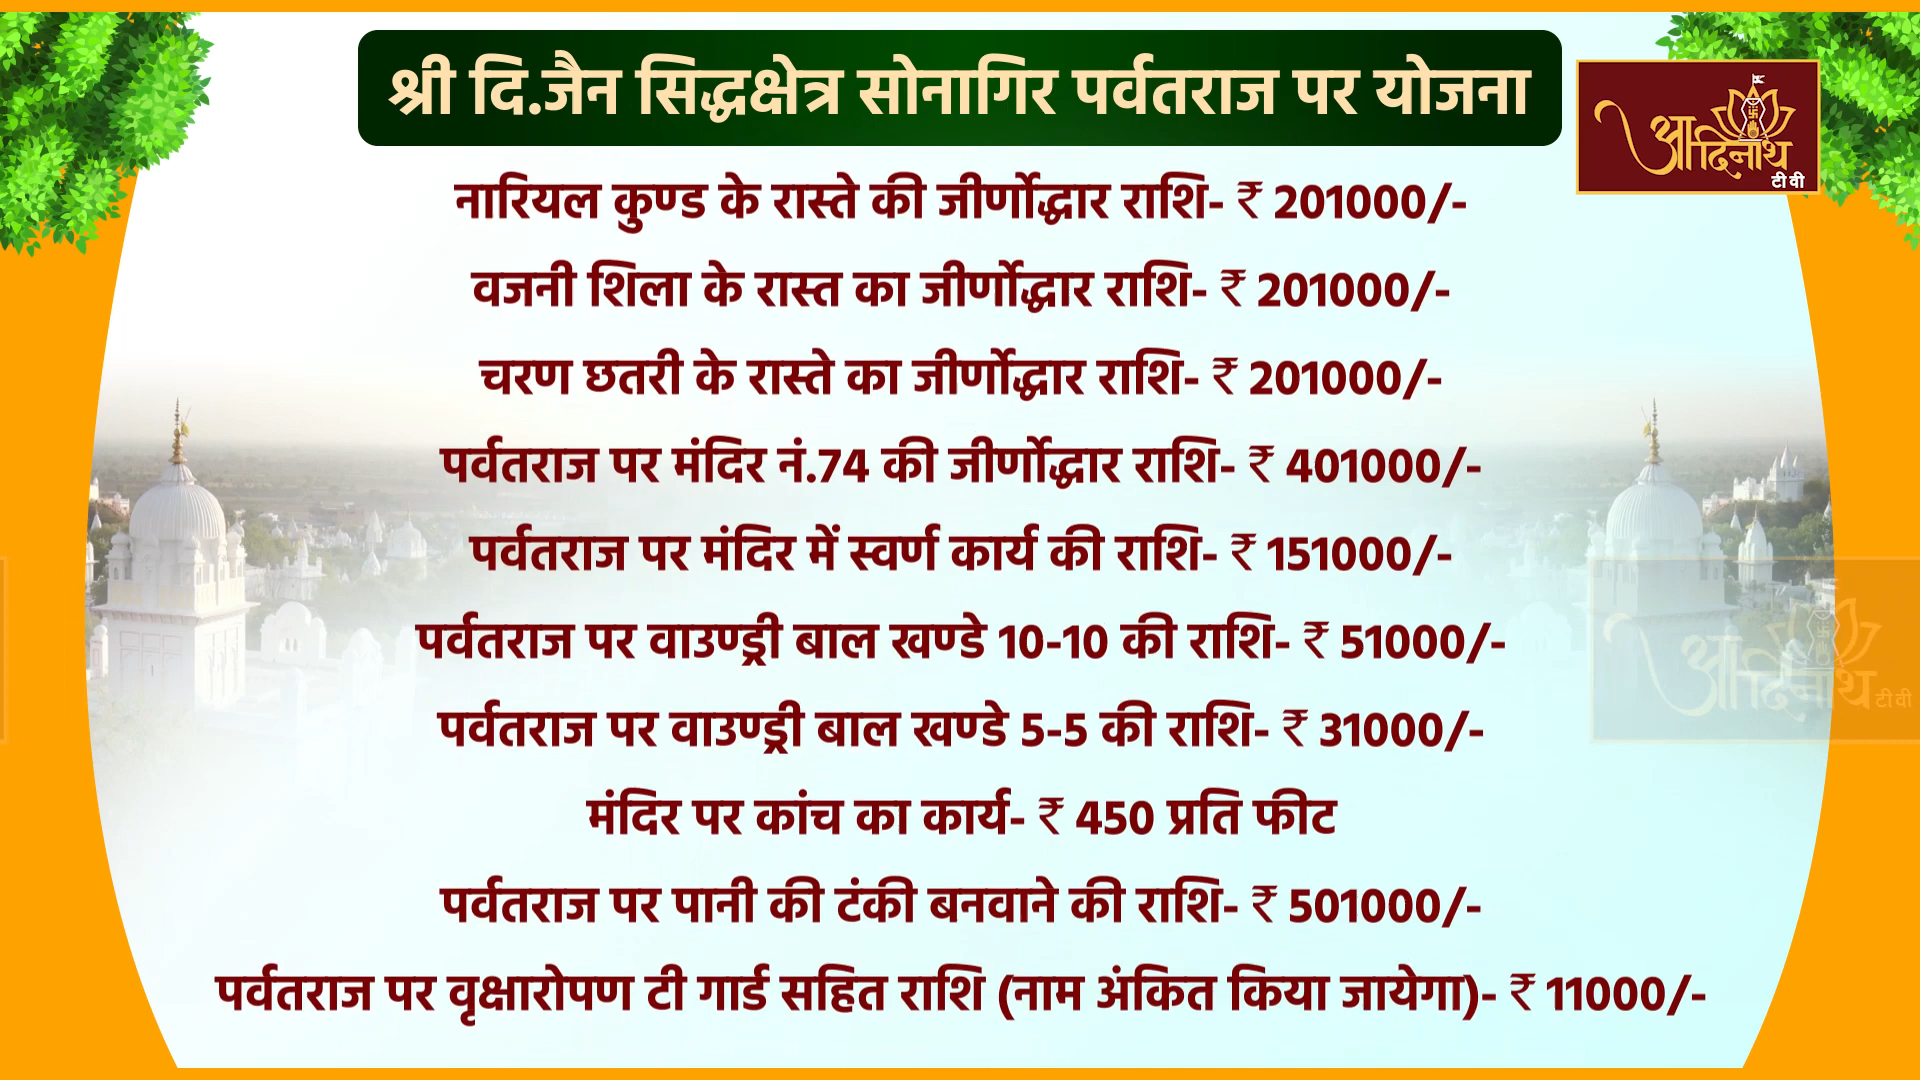 श्री दि.जैन सिद्धक्षेत्र सोनागिर पर्वतराज पर योजना
आदिनाथ
टी वी
नारियल कुण्ड के रास्ते की जीर्णोद्धार राशि- ₹ 201000/-
वजनी शिला के रास्त का जीर्णोद्धार राशि- ₹ 201000/-
चरण छतरी के रास्ते का जीर्णोद्धार राशि- ₹ 201000/-
पर्वतराज पर मंदिर नं.74 की जीर्णोद्धार राशि- ₹ 401000/-
पर्वतराज पर मंदिर में स्वर्ण कार्य की राशि- ₹ 151000/-
पर्वतराज पर वाउण्ड्री बाल खण्डे 10-10 की राशि- ₹ 51000/-
आदिनाथ
टी वी
पर्वतराज पर वाउण्ड्री बाल खण्डे 5-5 की राशि- ₹ 31000/-
मंदिर पर कांच का कार्य- ₹ 450 प्रति फीट
पर्वतराज पर पानी की टंकी बनवाने की राशि- ₹ 501000/-
पर्वतराज पर वृक्षारोपण टी गार्ड सहित राशि (नाम अंकित किया जायेगा)- ₹ 11000/-